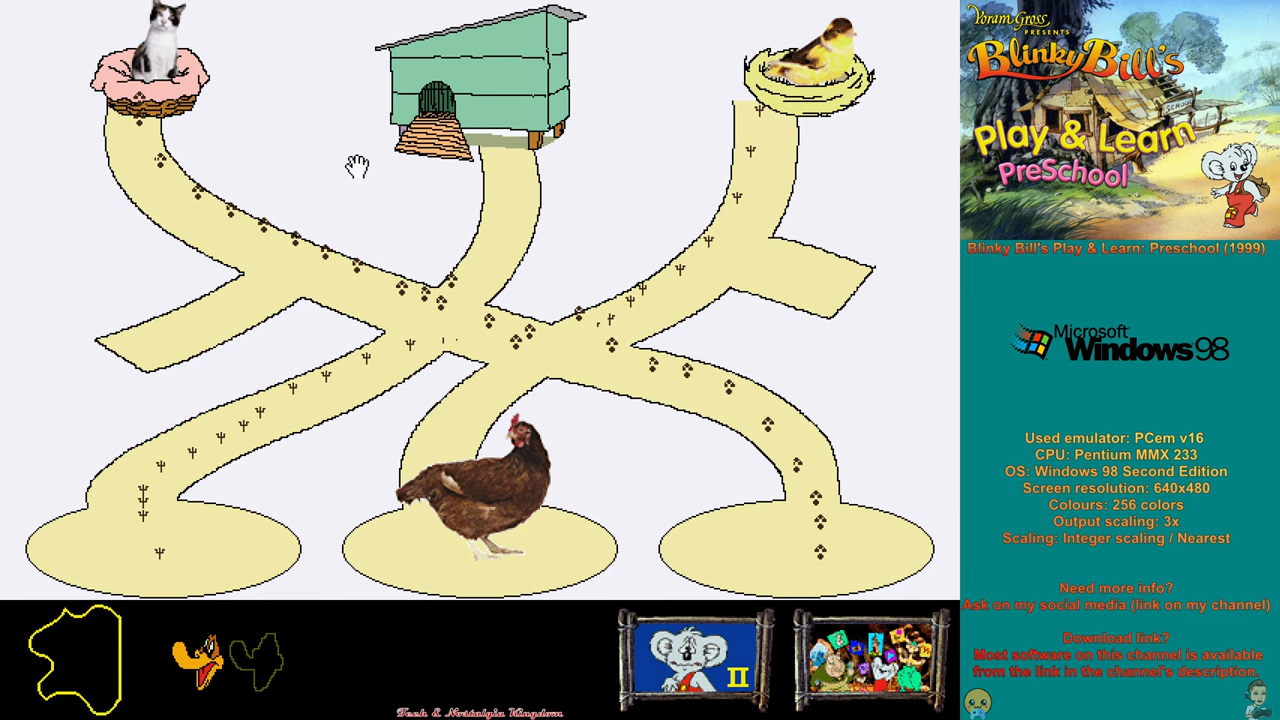 Yoram Gross
PRESENTS
Blinky Bill's
SCHOOL
Play & Learn
PreSchool
Blinky Bill's Play & Learn: Preschool (1999)
Microsoft
Windows 98
Used emulator: PCem v16
CPU: Pentium MMX 233
OS: Windows 98 Second Edition
Screen resolution: 640x480
Colours: 256 colors
Output scaling: 3x
Scaling: Integer scaling / Nearest
Need more info?
Ask on my social media (link on my channel)
Download link?
Most software on this channel is available
from the link in the channel's description.
II
Tech & Nostalgia Kingdom